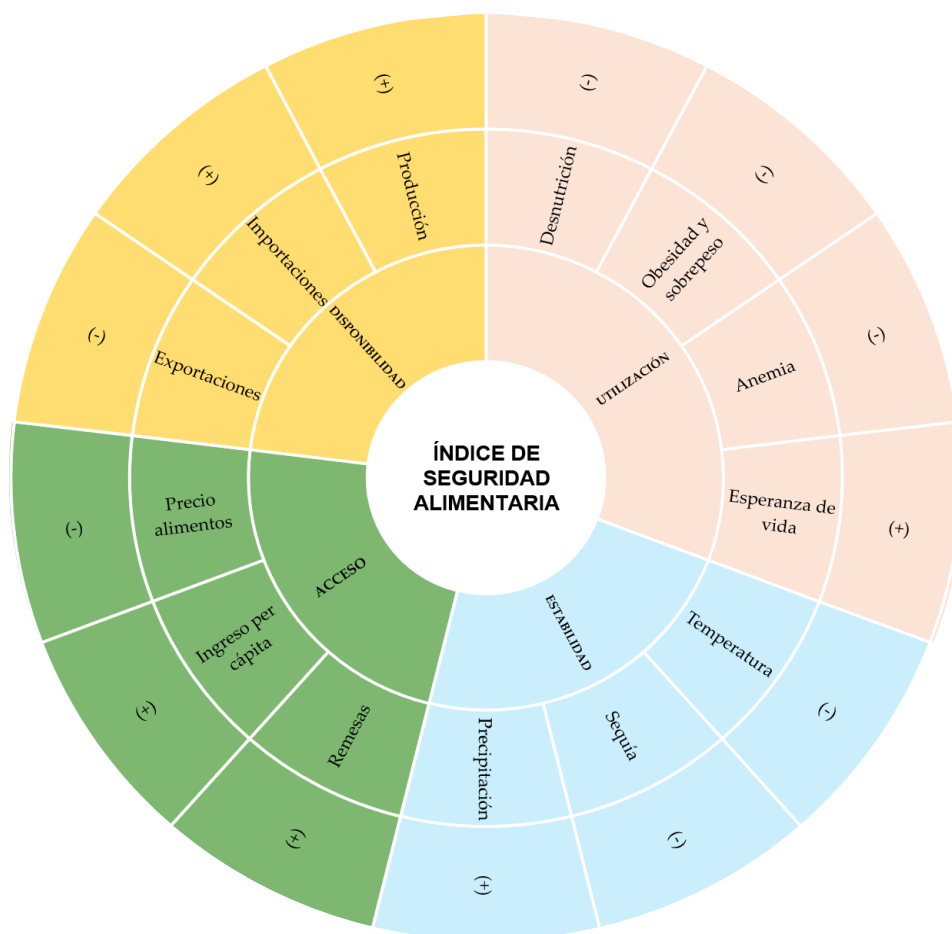 ÍNDICE DE
SEGURIDAD
ALIMENTARIA
UTILIZACIÓN
Desnutrición
(-)
Obesidad y
sobrepeso
(-)
Anemia
(-)
Esperanza de
vida
(+)
ESTABILIDAD
Temperatura
(-)
Sequía
(-)
Precipitación
(+)
ACCESO
Remesas
(+)
Ingreso per
cápita
(+)
Precio
alimentos
(-)
DISPONIBILIDAD
Exportaciones
(-)
Importaciones
(+)
Producción
(+)